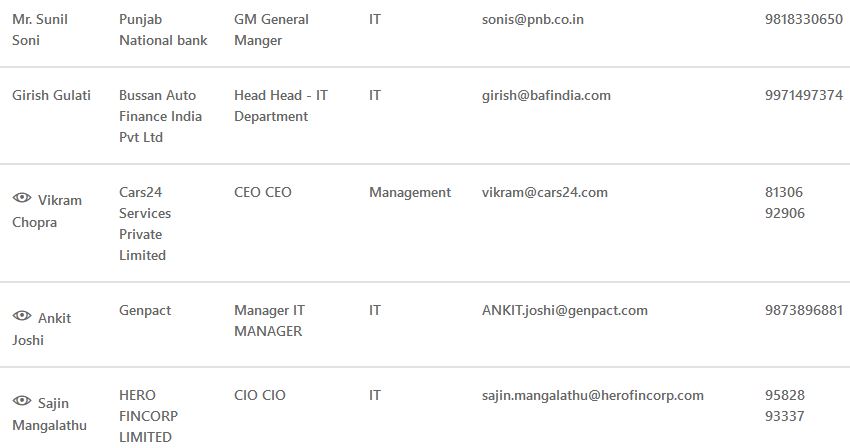 Mr. Sunil Punjab GM General IT sonis@pnb.co.in 9818330650
Soni National bank Manger
Girish Gulati Bussan Auto Head Head - IT IT girish@bafindia.com 9971497374
Finance India Department
Pvt Ltd
Vikram Cars24 CEO CEO Management vikram@cars24.com 81306
Chopra Services 92906
Private
Limited
Ankit Genpact Manager IT IT ANKIT.joshi@genpact.com 9873896881
Joshi MANAGER
Sajin HERO CIO CIO IT sajin.mangalathu@herofincorp.com 95828
Mangalathu FINCORP 93337
LIMITED